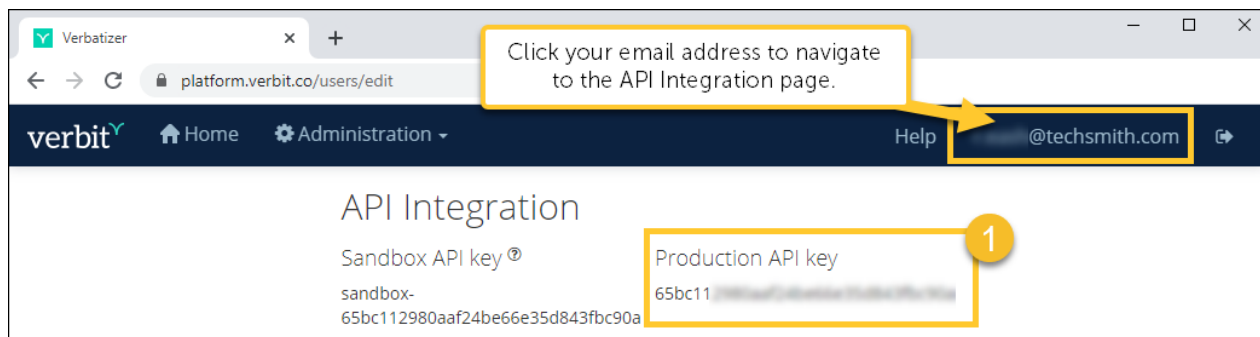 Verbatizer
Click your email address to navigate
to the API Integration page.
platform.verbit.co/users/edit
verbit Home Administration Help @techsmith.com
API Integration
1
Sandbox API key Production API key
sandbox- 65bc11
65bc112980aaf24be66e35d843fbc90a